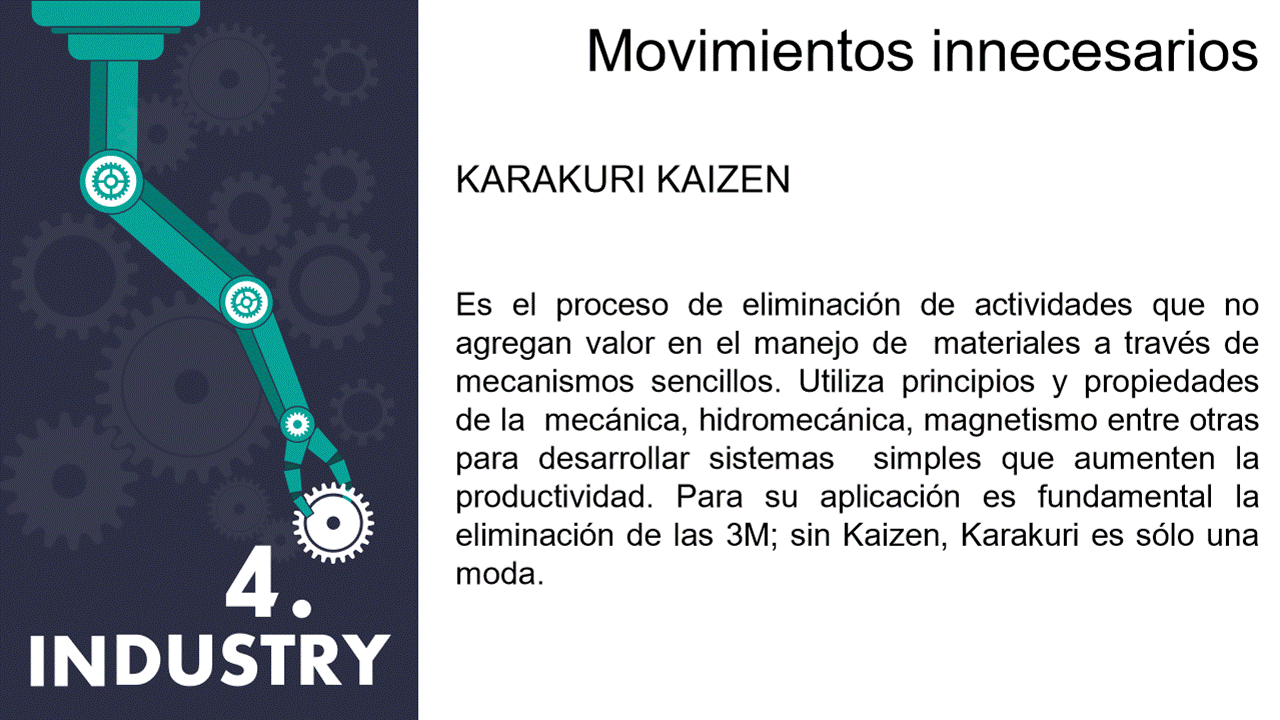 Movimientos innecesarios
KARAKURI KAIZEN
Es el proceso de eliminación de actividades que no
agregan valor en el manejo de materiales a través de
mecanismos sencillos. Utiliza principios y propiedades
de la mecánica, hidromecánica, magnetismo entre otras
para desarrollar sistemas simples que aumenten la
productividad. Para su aplicación es fundamental la
eliminación de las 3M; sin Kaizen, Karakuri es sólo una
moda.
4.
INDUSTRY